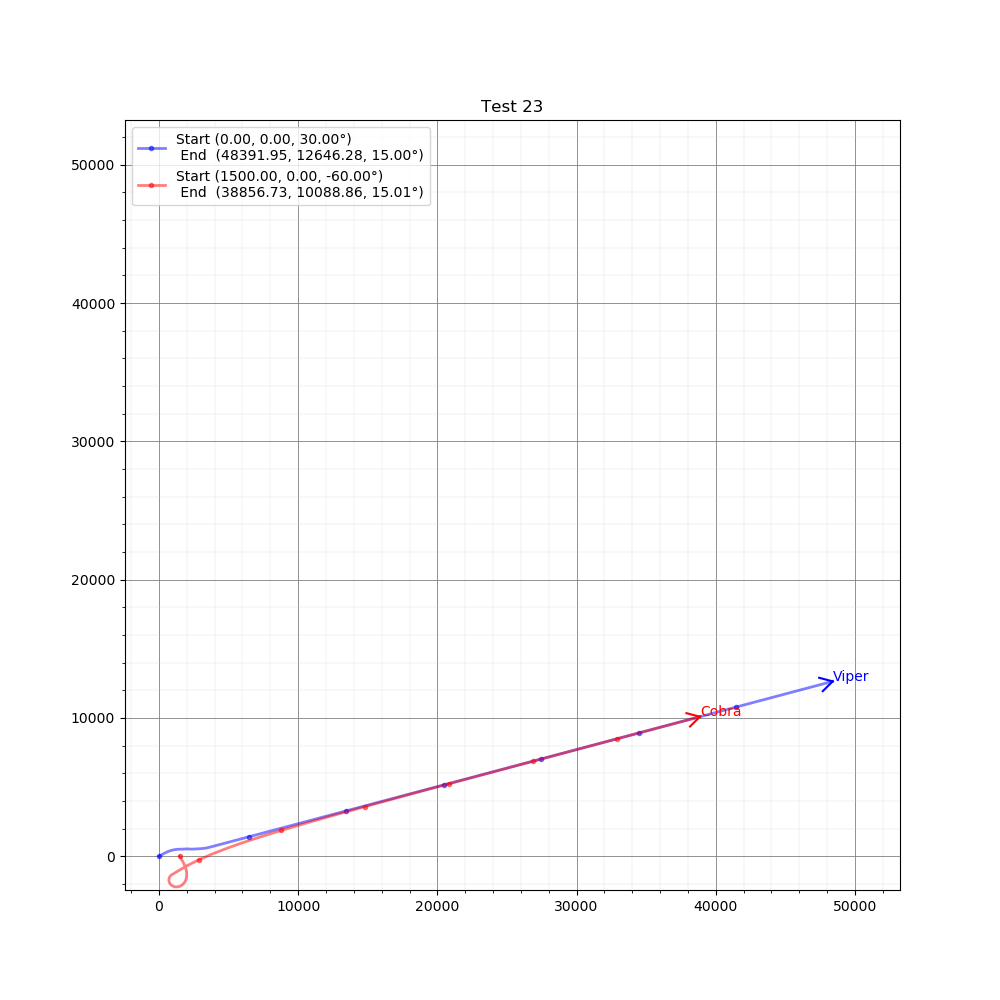 Test 23
Start (0.00, 0.00, 30.00°)
End (48391.95, 12646.28, 15.00°)
Start (1500.00, 0.00, -60.00°)
End (38856.73, 10088.86, 15.01°)
50000
40000
30000
20000
10000
0
Viper
Cobra
0
10000
20000
30000
40000
50000